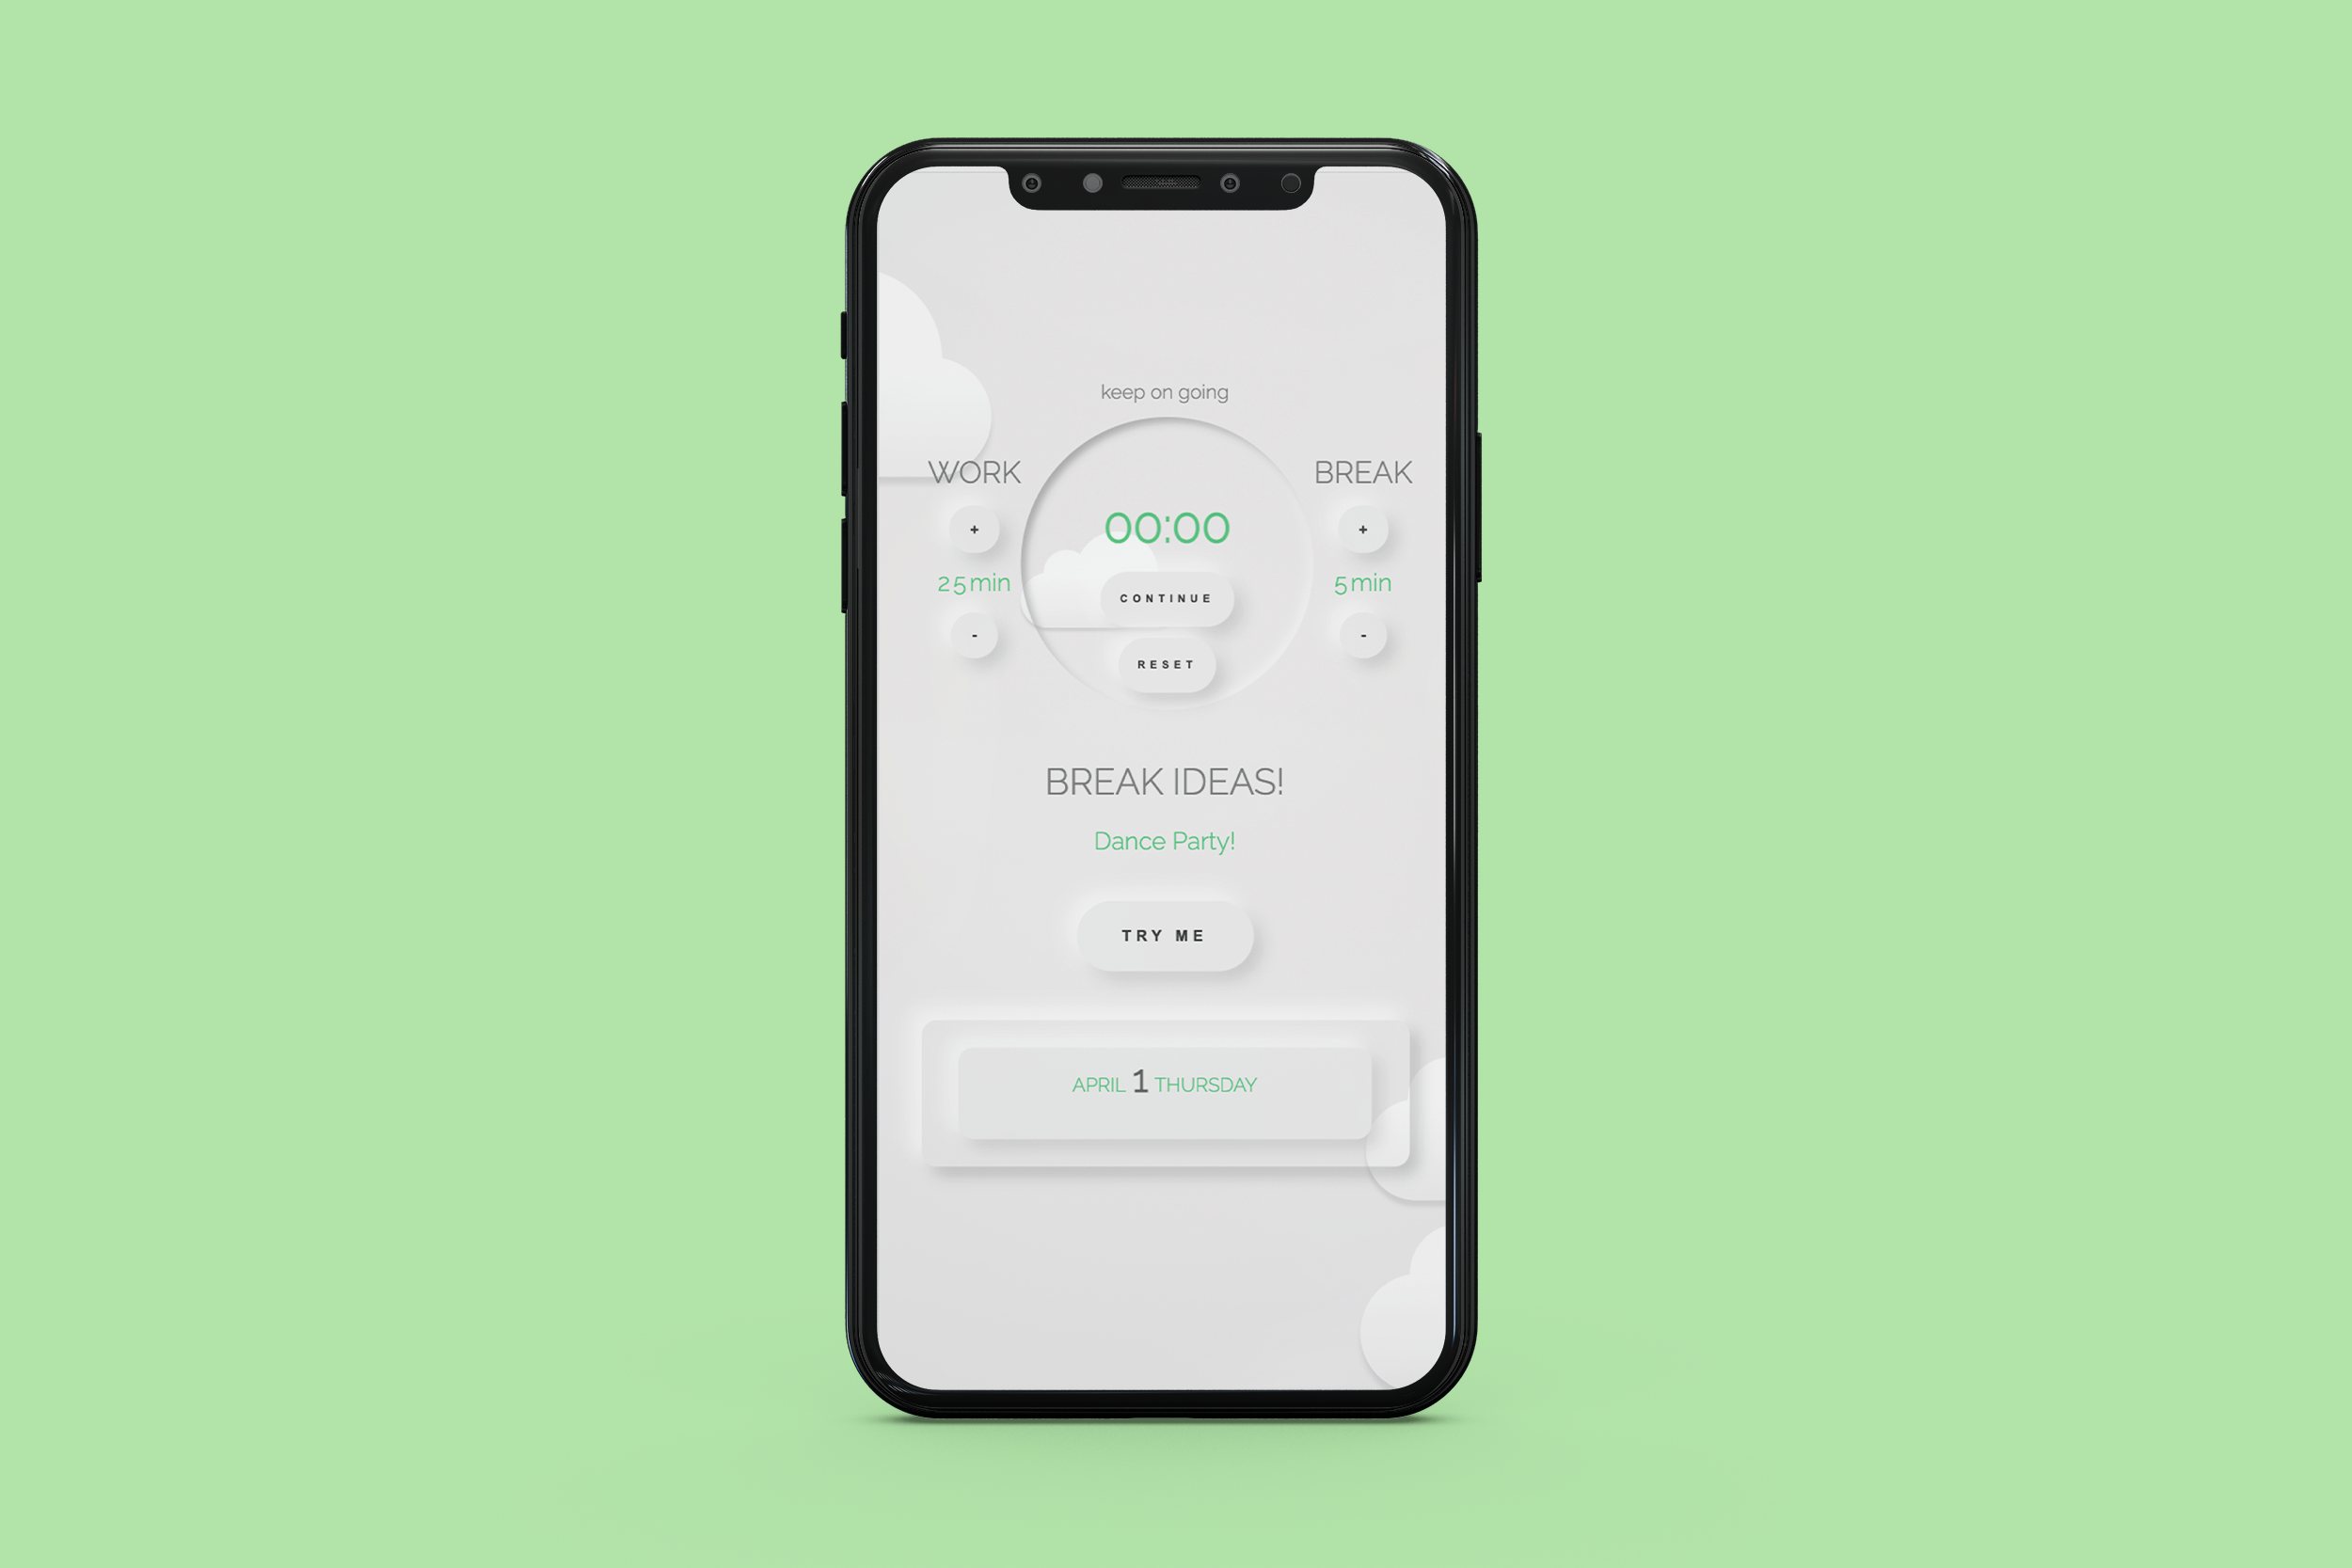 keep on going
WORK
BREAK
+
00:00
+
25 min
CONTINUE
5 min
-
RESET
-
BREAK IDEAS!
Dance Party!
TRY ME
APRIL 1 THURSDAY